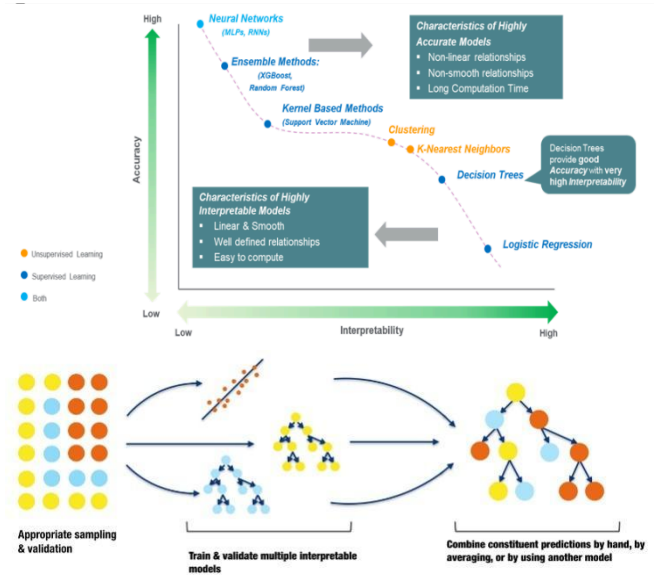 High
Neural Networks
(MLPs, RNNs)
Ensemble Methods:
(XGBoost,
Random Forest)
Kernel Based Methods
(Support Vector Machine)
Characteristics of Highly
Accurate Models
▪ Non-linear relationships
▪ Non-smooth relationships
▪ Long Computation Time
Clustering
K-Nearest Neighbors
Decision Trees
Decision Trees
provide good
Accuracy with very
high Interpretability
Accuracy
Characteristics of Highly
Interpretable Models
▪ Linear & Smooth
▪ Well defined relationships
▪ Easy to compute
Logistic Regression
Unsupervised Learning
Supervised Learning
Both
Low
Low
Interpretability
High
Appropriate sampling
& validation
Train & validate multiple interpretable
models
Combine constituent predictions by hand, by
averaging, or by using another model